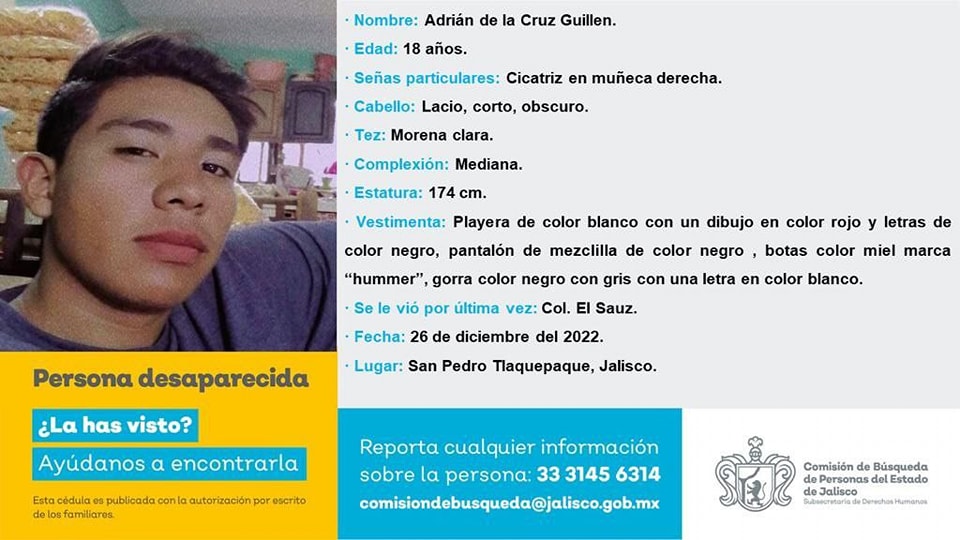 · Nombre: Adrián de la Cruz Guillen.
· Edad: 18 años.
· Señas particulares: Cicatriz en muñeca derecha.
· Cabello: Lacio, corto, obscuro.
· Tez: Morena clara.
· Complexión: Mediana.
· Estatura: 174 cm.
· Vestimenta: Playera de color blanco con un dibujo en color rojo y letras de
color negro, pantalón de mezclilla de color negro , botas color miel marca
“hummer”, gorra color negro con gris con una letra en color blanco.
· Se le vió por última vez: Col. El Sauz.
· Fecha: 26 de diciembre del 2022.
· Lugar: San Pedro Tlaquepaque, Jalisco.
Persona desaparecida
¿La has visto?
Ayúdanos a encontrarla
Esta cédula es publicada con la autorización por escrito
de los familiares.
Reporta cualquier información
sobre la persona: 33 3145 6314
comisiondebusqueda@jalisco.gob.mx
Comisión de Búsqueda
de Personas del Estado
de Jalisco
Subsecretaría de Derechos Humanos